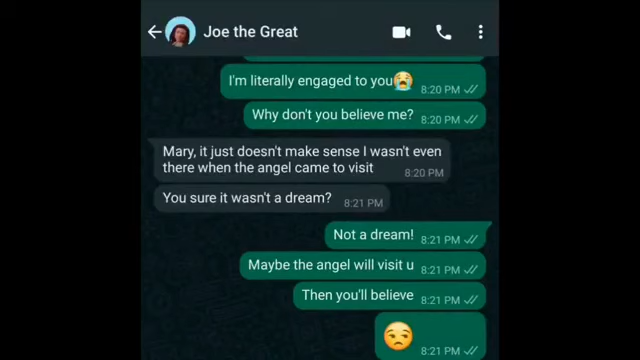 Joe the Great
I'm literally engaged to you😭
8:20 PM
Why don't you believe me?
8:20 PM
Mary, it just doesn't make sense I wasn't even
there when the angel came to visit
8:20 PM
You sure it wasn't a dream?
8:21 PM
Not a dream!
8:21 PM
Maybe the angel will visit u
8:21 PM
Then you'll believe
8:21 PM
😒
8:21 PM